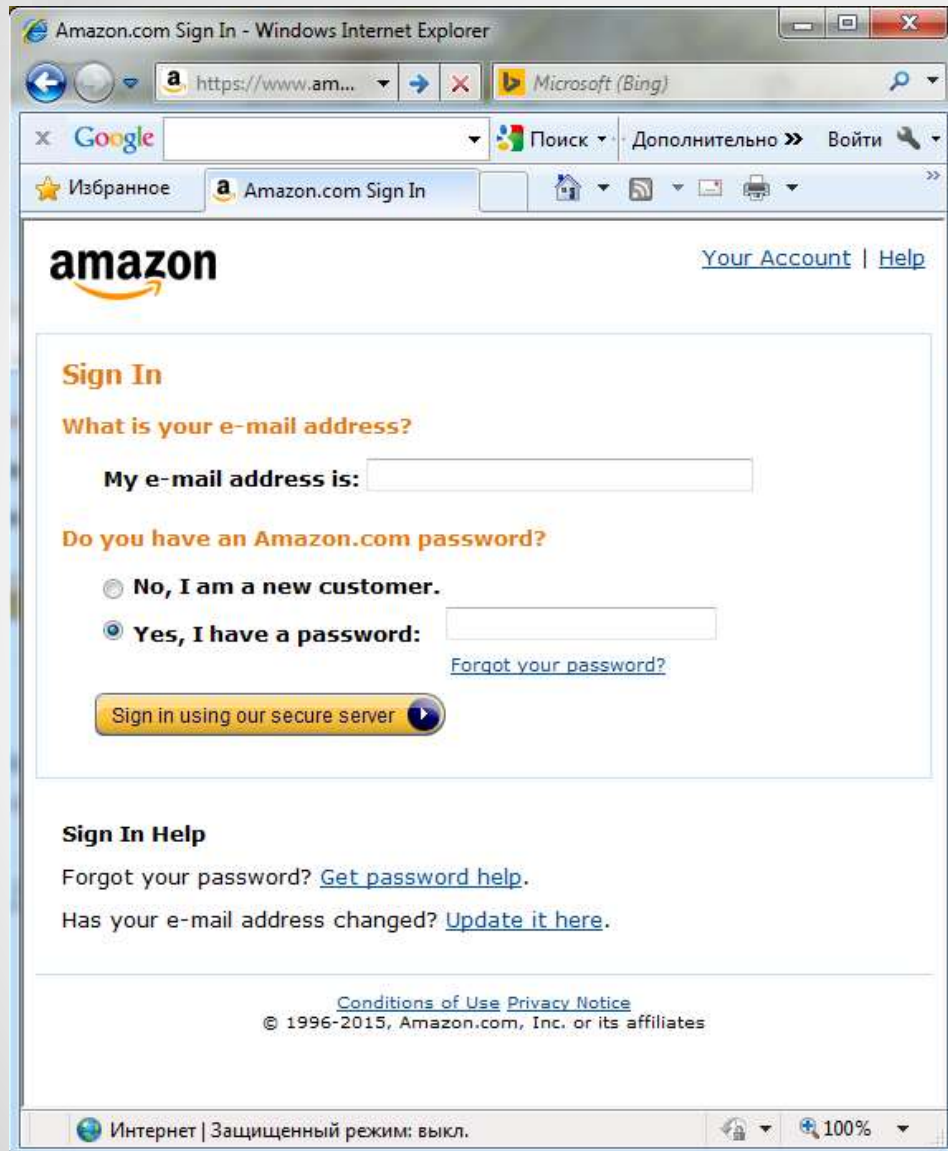 Amazon.com Sign In - Windows Internet Explorer
a https://www.am... Microsoft (Bing)
x Google Поиск Дополнительно » Войти
Избранное a Amazon.com Sign In »
amazon Your Account | Help
Sign In
What is your e-mail address?
My e-mail address is:
Do you have an Amazon.com password?
No, I am a new customer.
Yes, I have a password:
Forgot your password?
Sign in using our secure server
Sign In Help
Forgot your password? Get password help.
Has your e-mail address changed? Update it here.
Conditions of Use Privacy Notice
© 1996-2015, Amazon.com, Inc. or its affiliates
Интернет | Защищенный режим: выкл. 100%